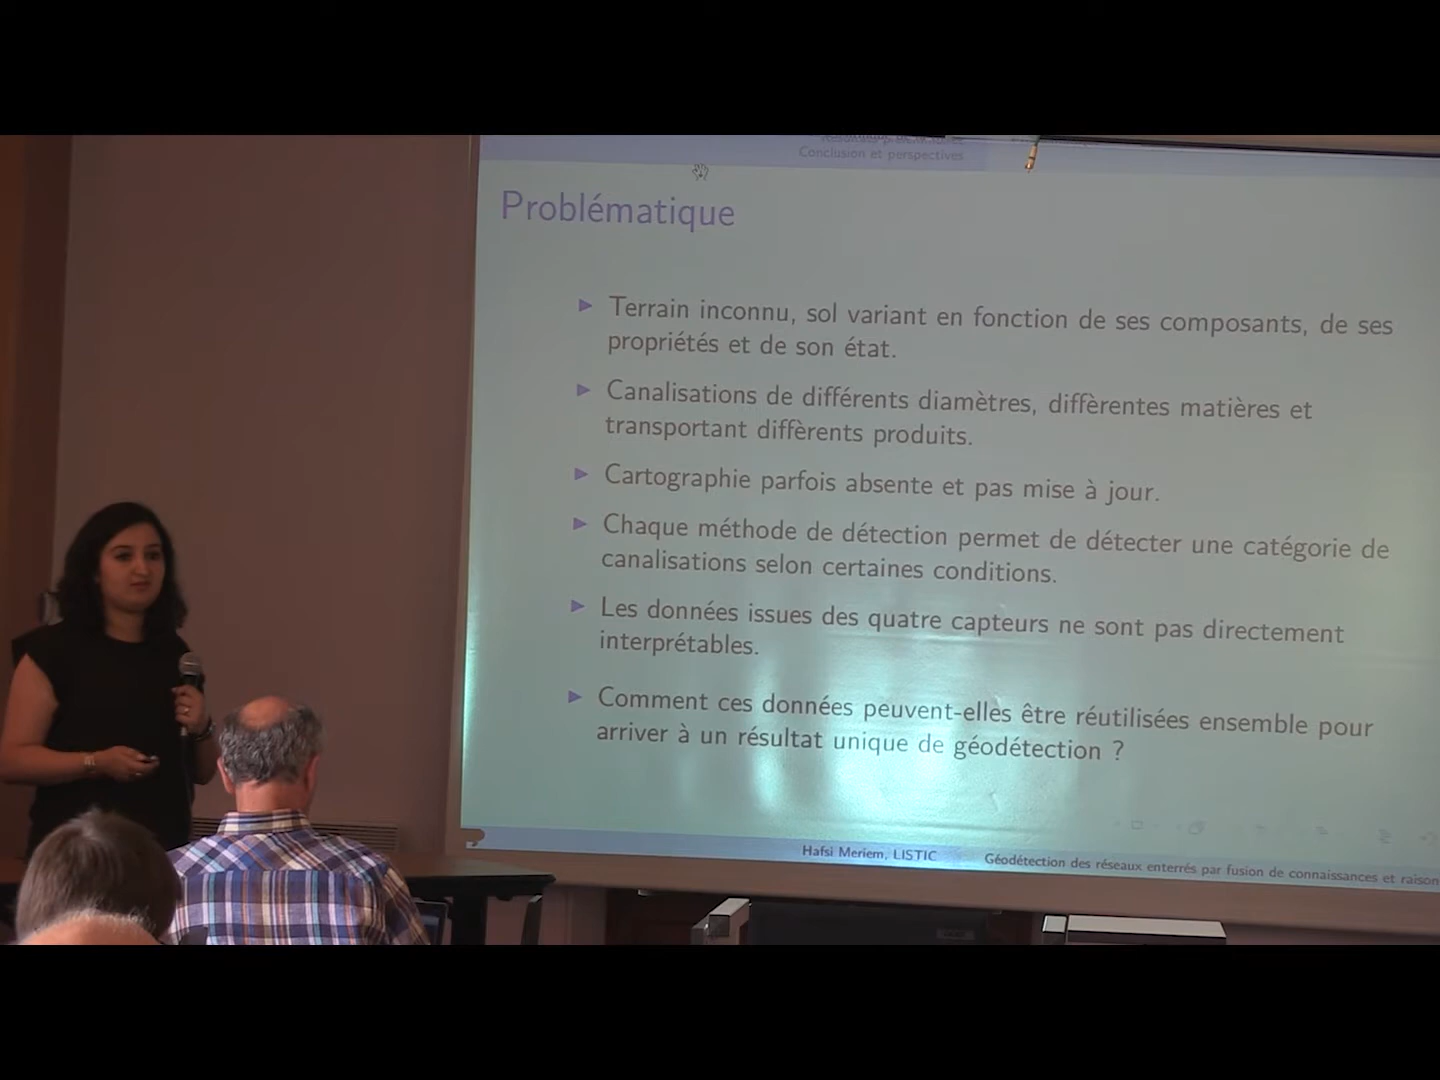 Conclusion et perspectives
Problématique
Terrain inconnu, sol variant en fonction de ses composants, de ses
propriétés et de son état.
Canalisations de différents diamètres, diffèrentes matières et
transportant diffèrents produits.
Cartographie parfois absente et pas mise à jour.
Chaque méthode de détection permet de détecter une catégorie de
canalisations selon certaines conditions.
Les données issues des quatre capteurs ne sont pas directement
interprétables.
Comment ces données peuvent-elles être réutilisées ensemble pour
arriver à un résultat unique de géodétection ?
Hafsi Meriem, LISTIC
Géodétection des réseaux enterrés par fusion de connaissances et raison